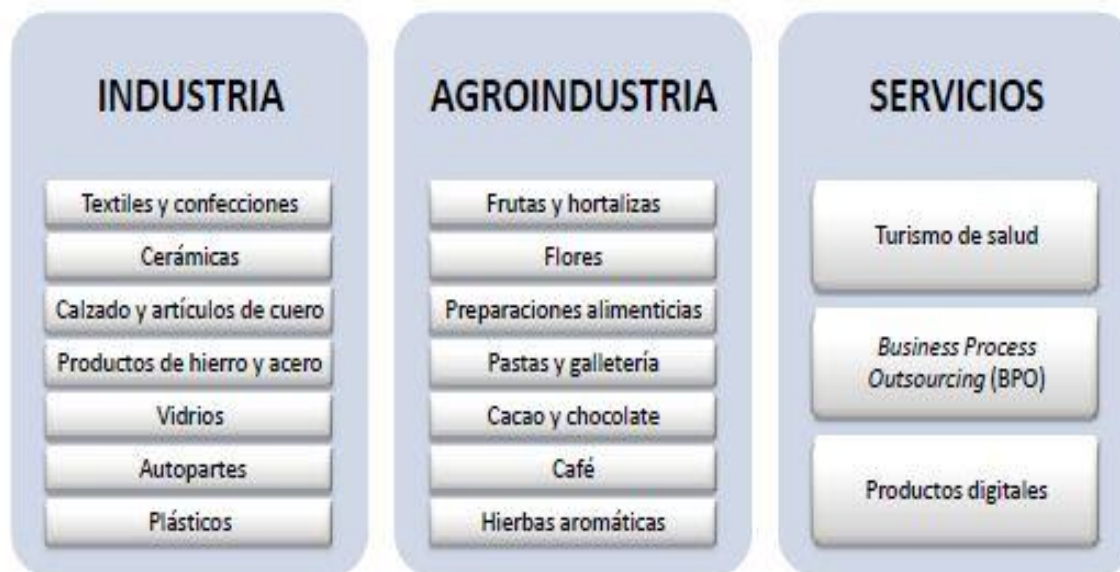 INDUSTRIA
Textiles y confecciones
Cerámicas
Calzado y artículos de cuero
Productos de hierro y acero
Vidrios
Autopartes
Plásticos
AGROINDUSTRIA
Frutas y hortalizas
Flores
Preparaciones alimenticias
Pastas y galletería
Cacao y chocolate
Café
Hierbas aromáticas
SERVICIOS
Turismo de salud
Business Process
Outsourcing (BPO)
Productos digitales